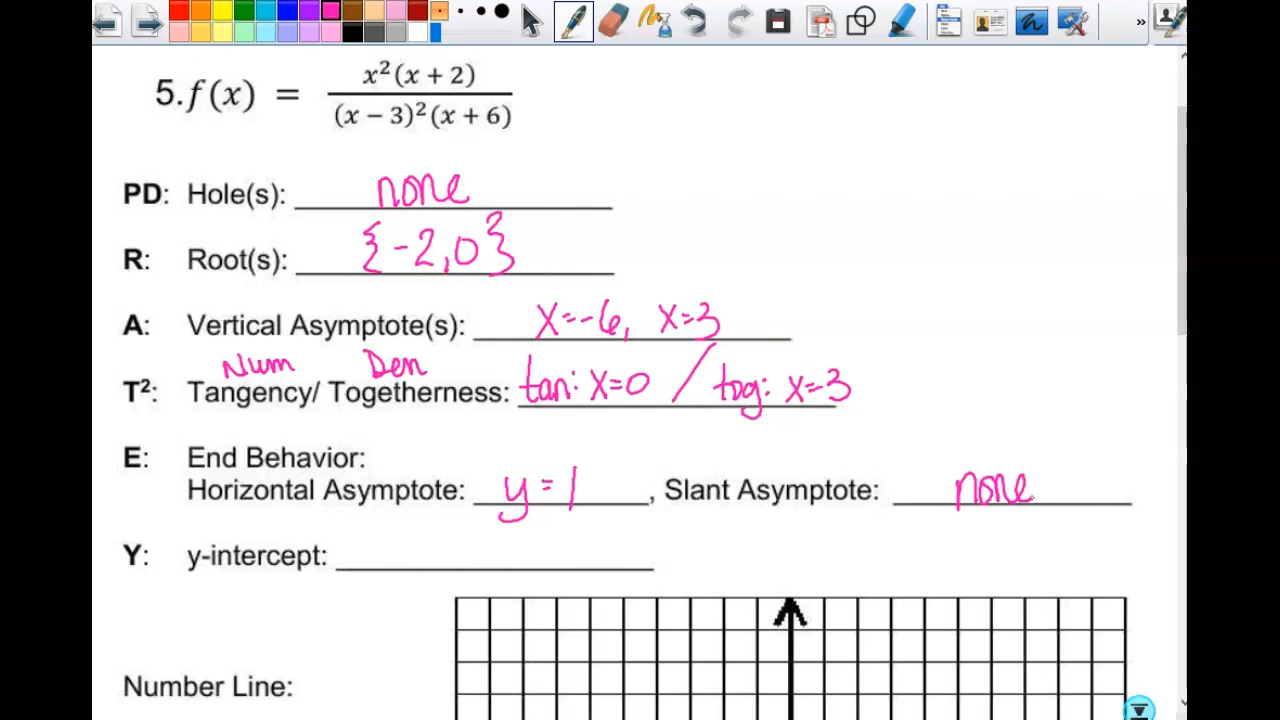 »
5. f(x) = x²(x + 2) / (x − 3)²(x + 6)
PD: Hole(s): none
R: Root(s): {-2,0}
A: Vertical Asymptote(s): x=-6, x=3
Num Den
T²: Tangency/ Togetherness: tan: x=0 / tog: x=3
E: End Behavior:
Horizontal Asymptote: y=1, Slant Asymptote: none
Y: y-intercept:
Number Line: